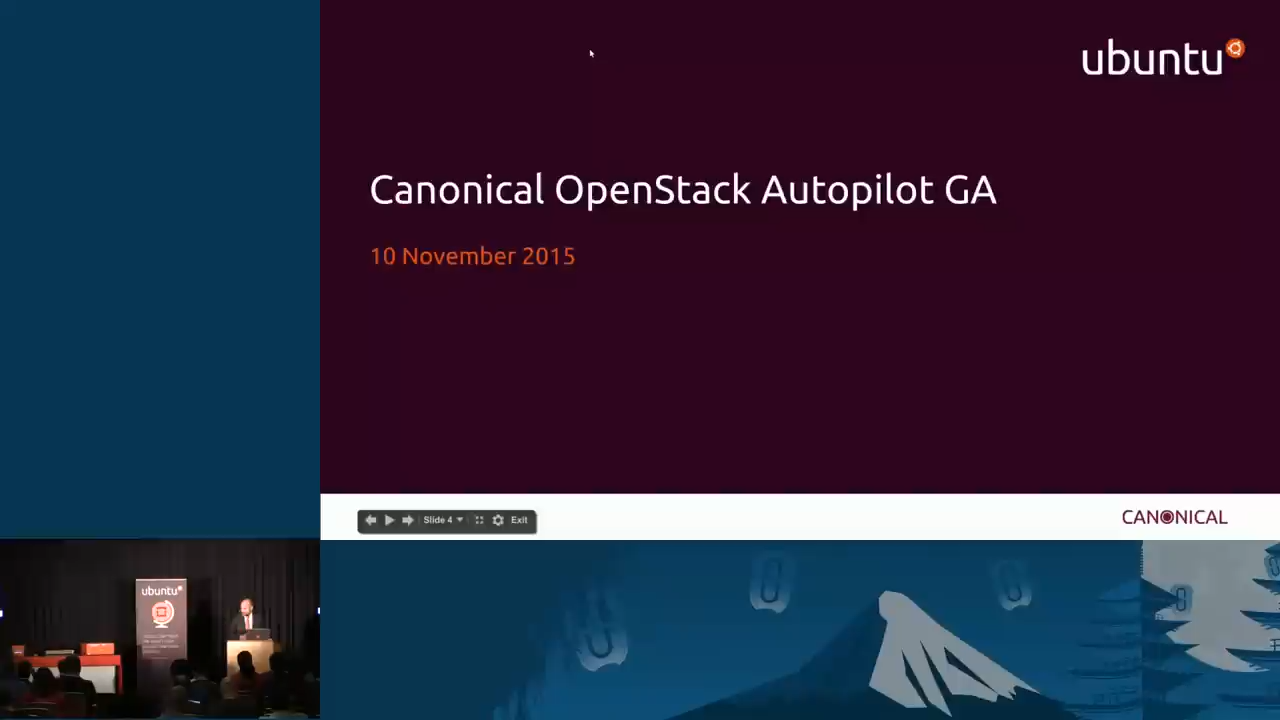 ubuntu
Canonical OpenStack Autopilot GA
10 November 2015
Slide 4
Exit
CANONICAL
ubuntu